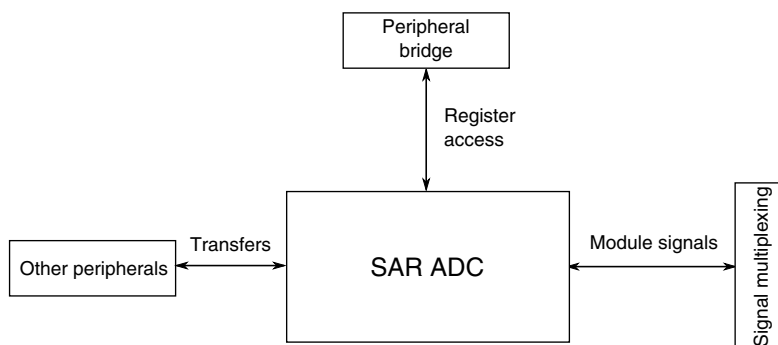 Peripheral
bridge
Register
access
Other peripherals
Transfers
SAR ADC
Module signals
Signal multiplexing